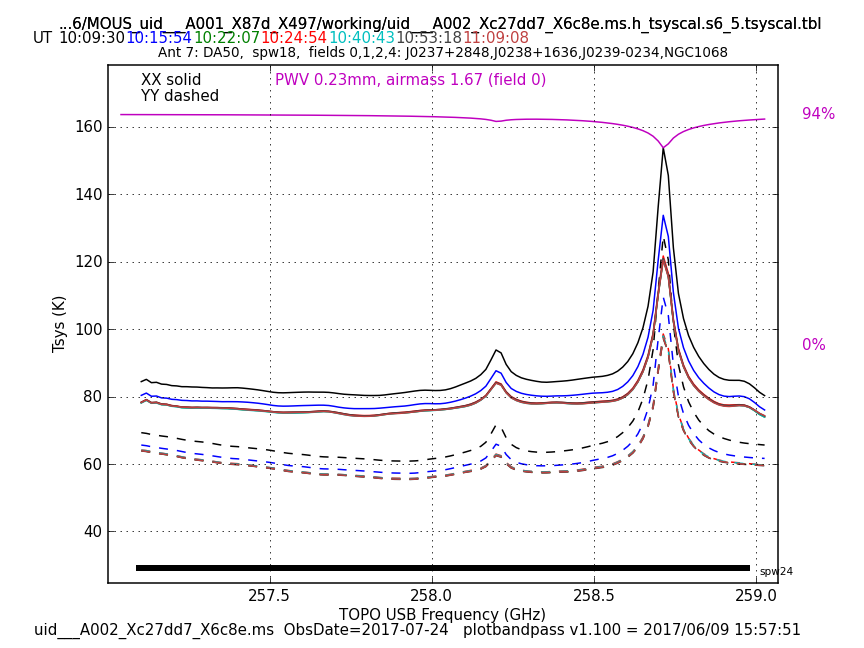 ...6/MOUS_uid___A001_X87d_X497/working/uid___A002_Xc27dd7_X6c8e.ms.h_tsyscal.s6_5.tsyscal.tbl
UT 10:09:30 10:15:54 10:22:07 10:24:54 10:40:43 10:53:18 11:09:08
Ant 7: DA50,  spw18,  fields 0,1,2,4: J0237+2848,J0238+1636,J0239-0234,NGC1068
XX solid
PWV 0.23mm, airmass 1.67 (field 0)
YY dashed
94%
160
140
120
100
80
60
40
Tsys (K)
0%
spw24
257.5
258.0
258.5
259.0
TOPO USB Frequency (GHz)
uid___A002_Xc27dd7_X6c8e.ms  ObsDate=2017-07-24   plotbandpass v1.100 = 2017/06/09 15:57:51